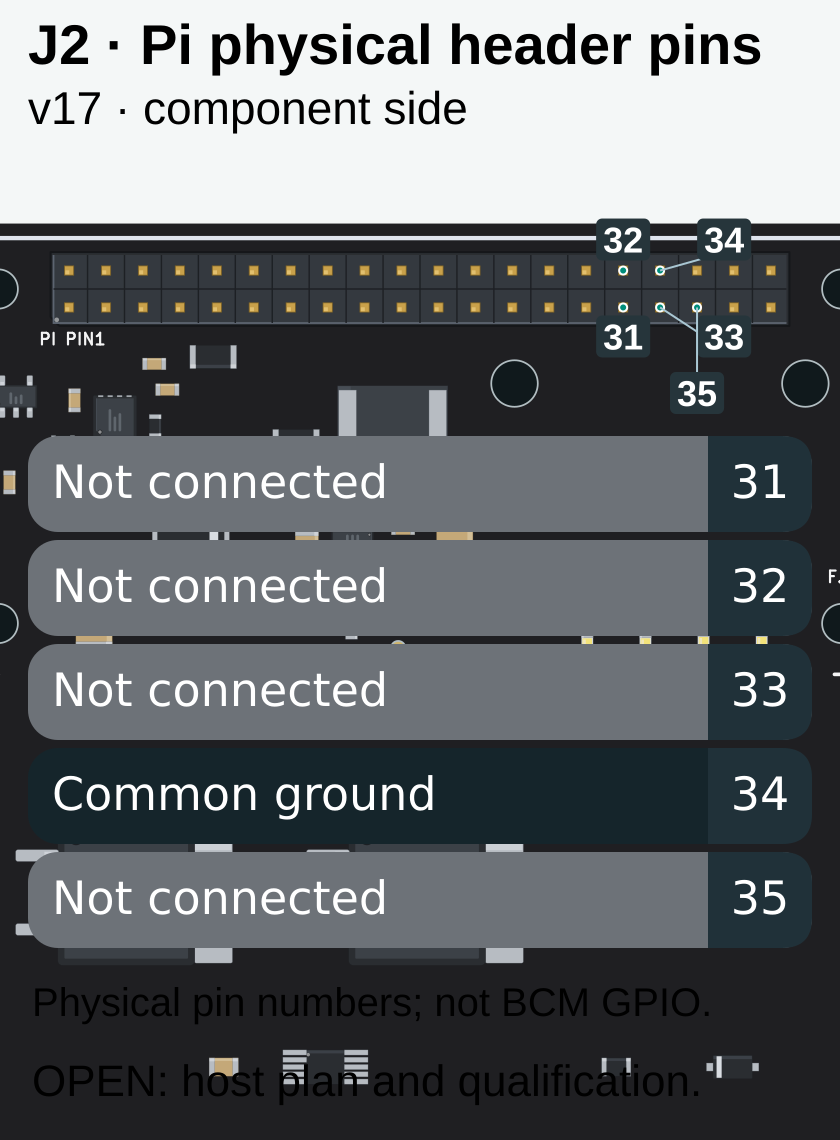 J2 · Pi physical header pins
v17 · component side
32 34
PI PIN1
31 33
35
Not connected 31
Not connected 32
Not connected 33
Common ground 34
Not connected 35
Physical pin numbers; not BCM GPIO.
OPEN: host plan and qualification.